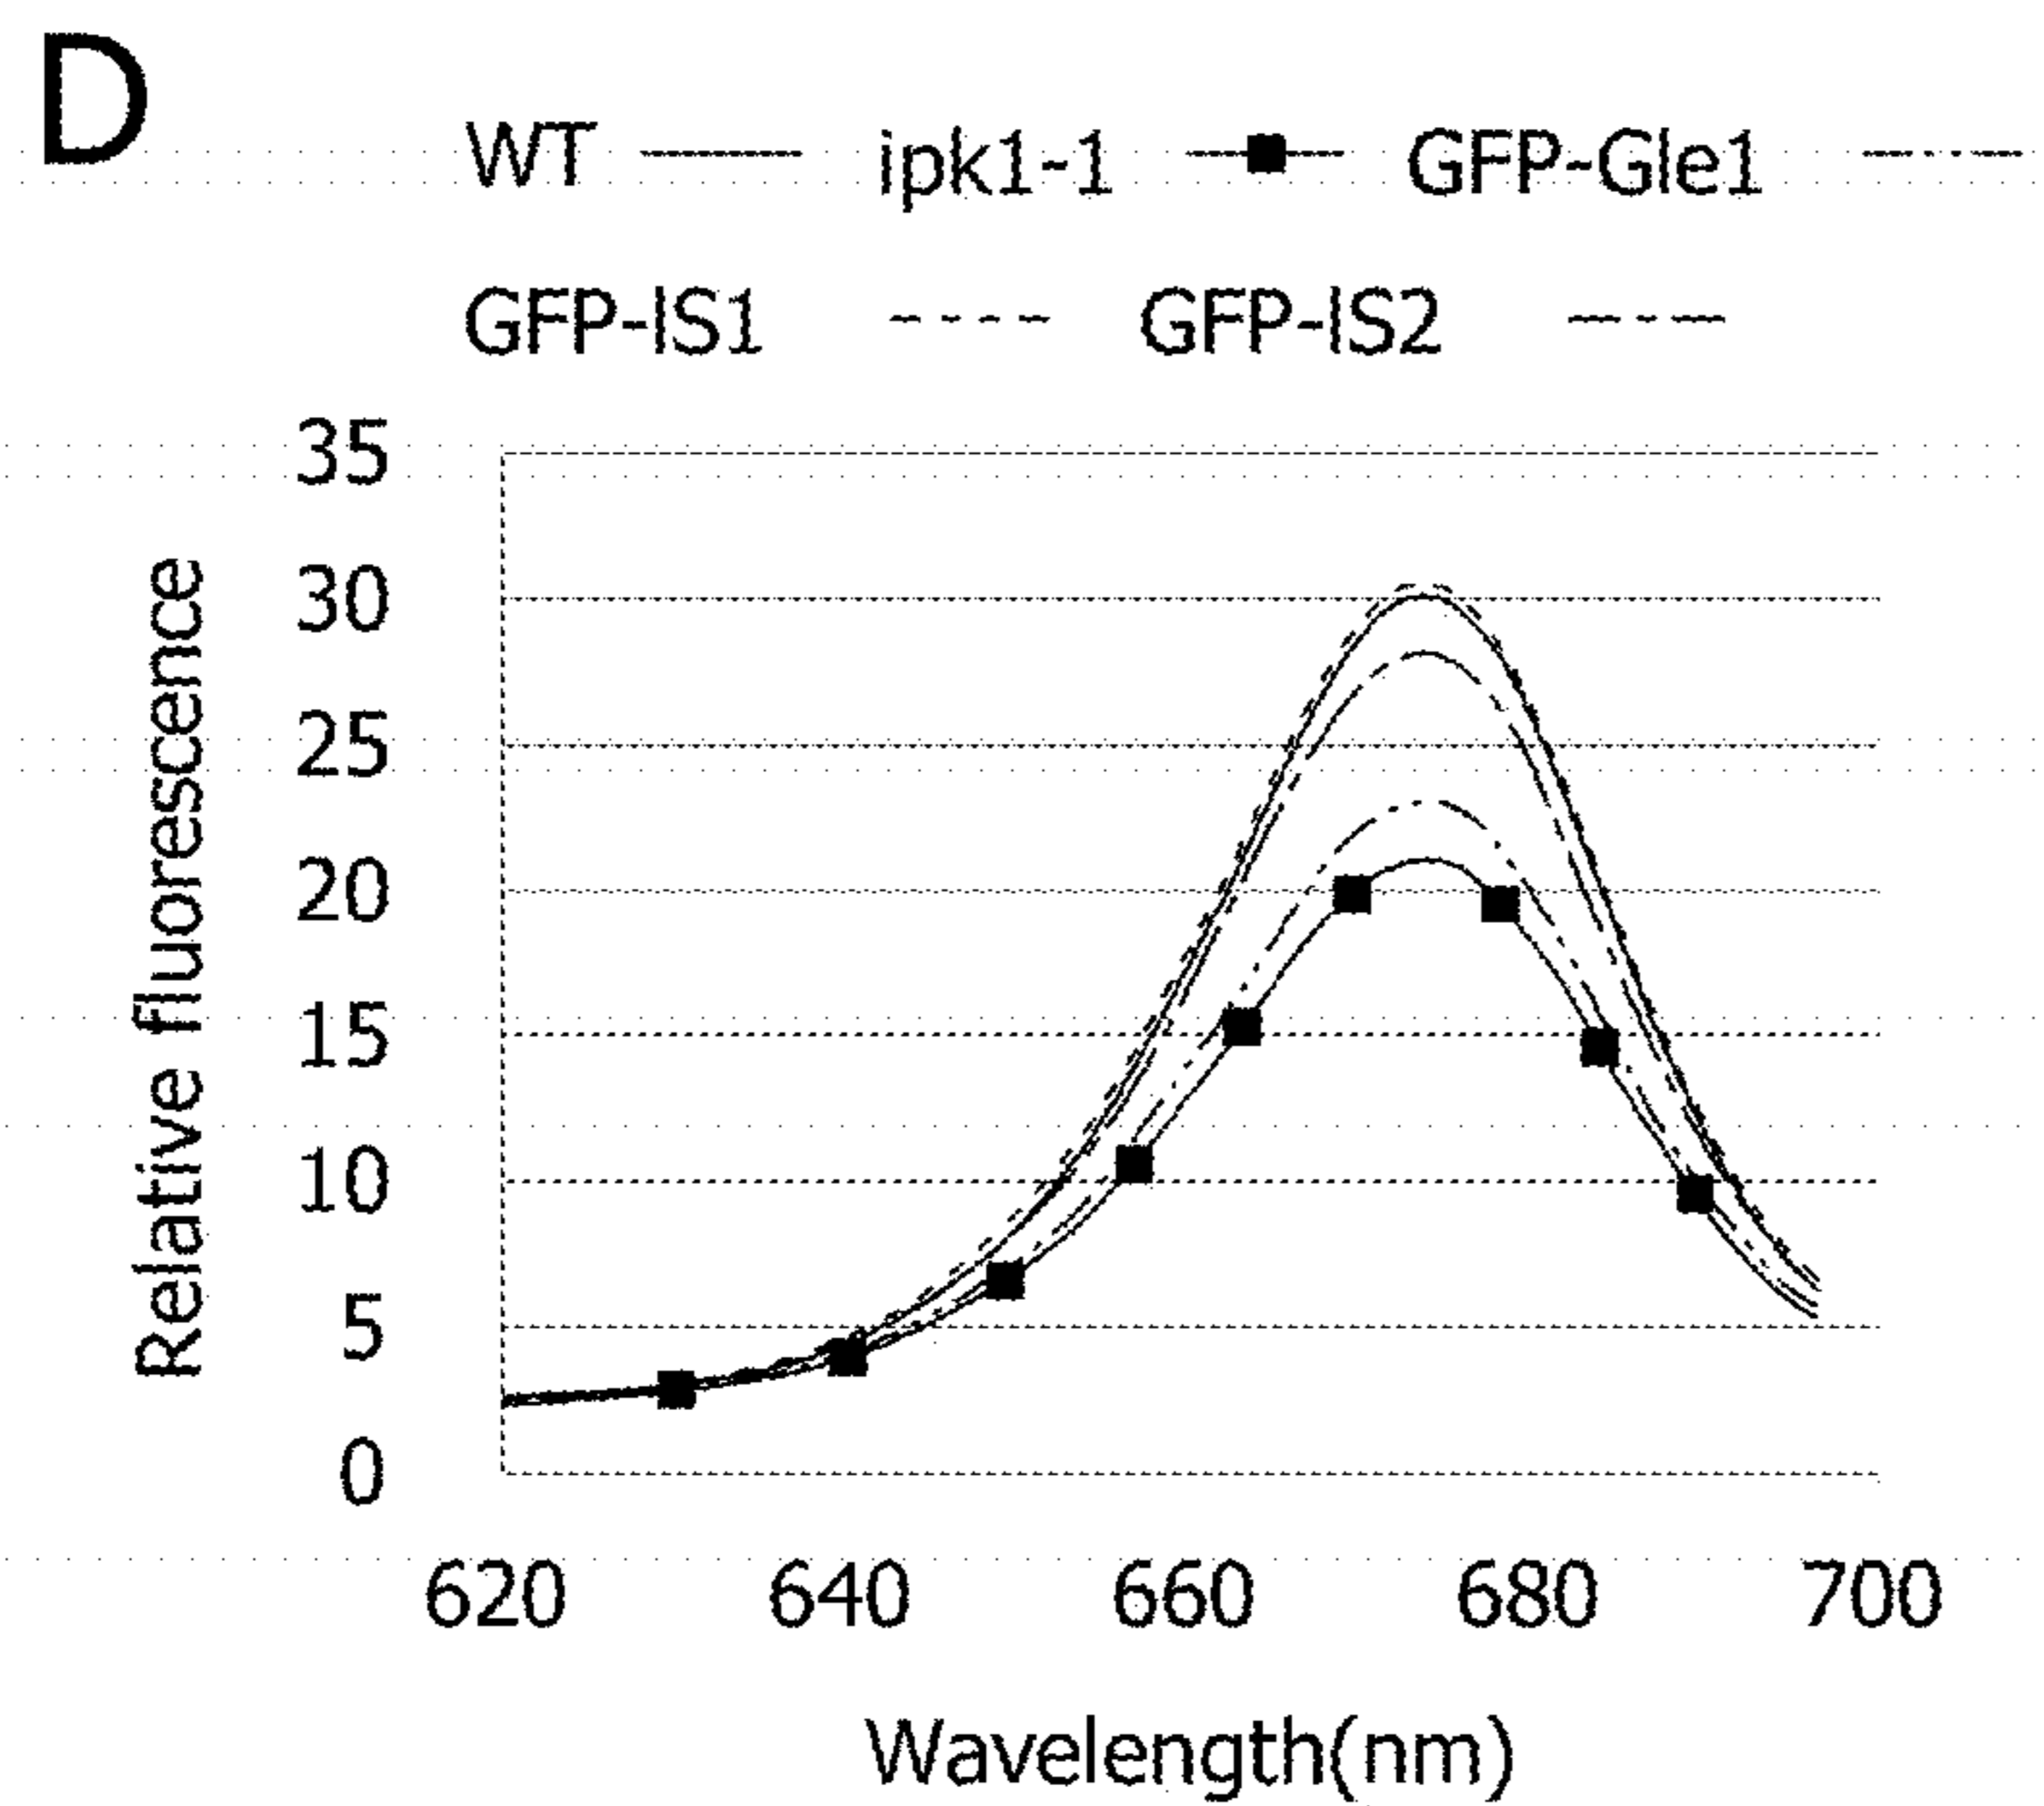 D
WT ipk1-1 GFP-Gle1
GFP-IS1 GFP-IS2
35
30
25
20
15
10
5
0
Relative fluorescence
620 640 660 680 700
Wavelength(nm)